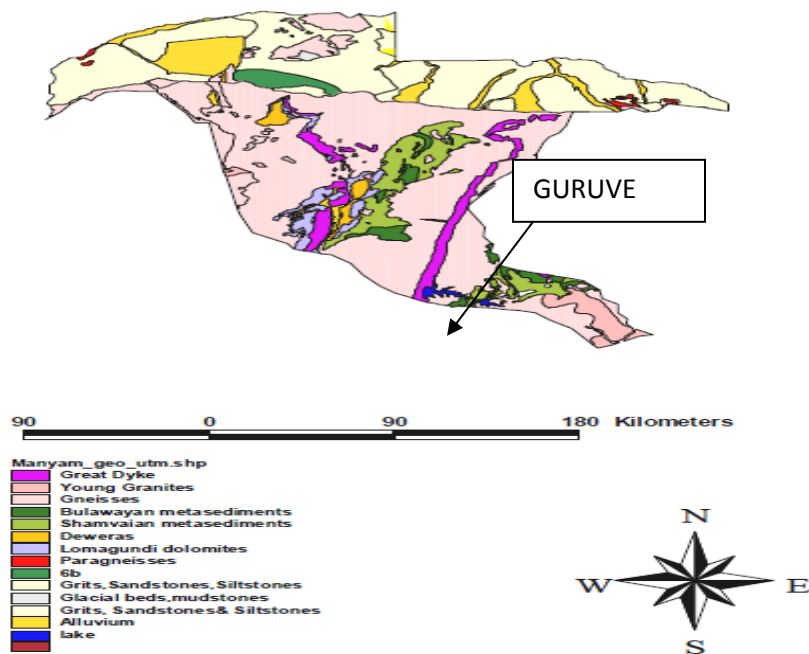 GURUVE
90 0 90 180 Kilometers
Manyam_geo_utm.shp
Great Dyke
Young Granites
Gneisses
Bulawayan metasediments
Shamvaian metasediments
Deweras
Lomagundi dolomites
Paragneisses
6b
Grits,Sandstones,Siltstones
Glacial beds,mudstones
Grits, Sandstones& Siltstones
Alluvium
lake
N
W E
S